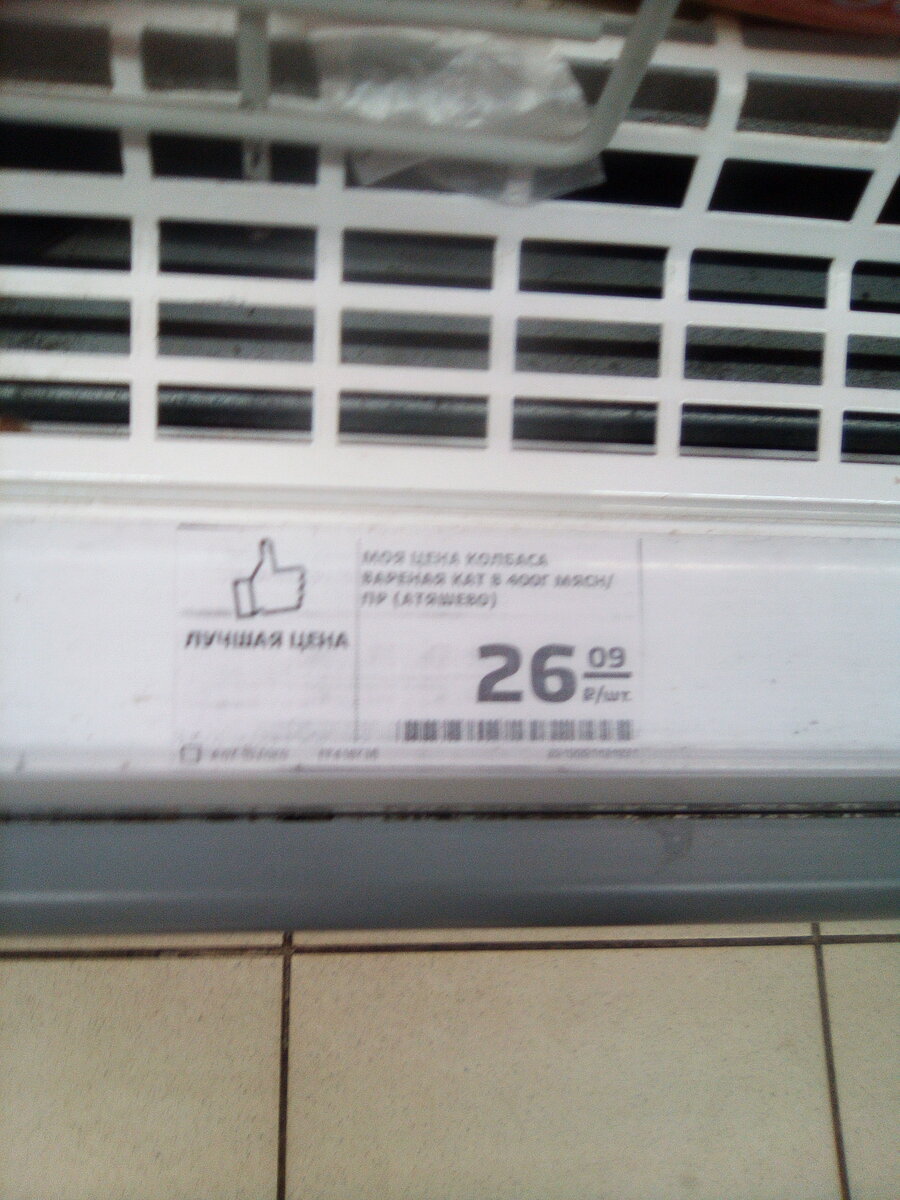 ЛУЧШАЯ ЦЕНА
МОЯ ЦЕНА КОЛБАСА
ВАРЕНАЯ КАТ В 400Г МЯСН/
ПР (АТЯШЕВО)
26 09
₽/шт.